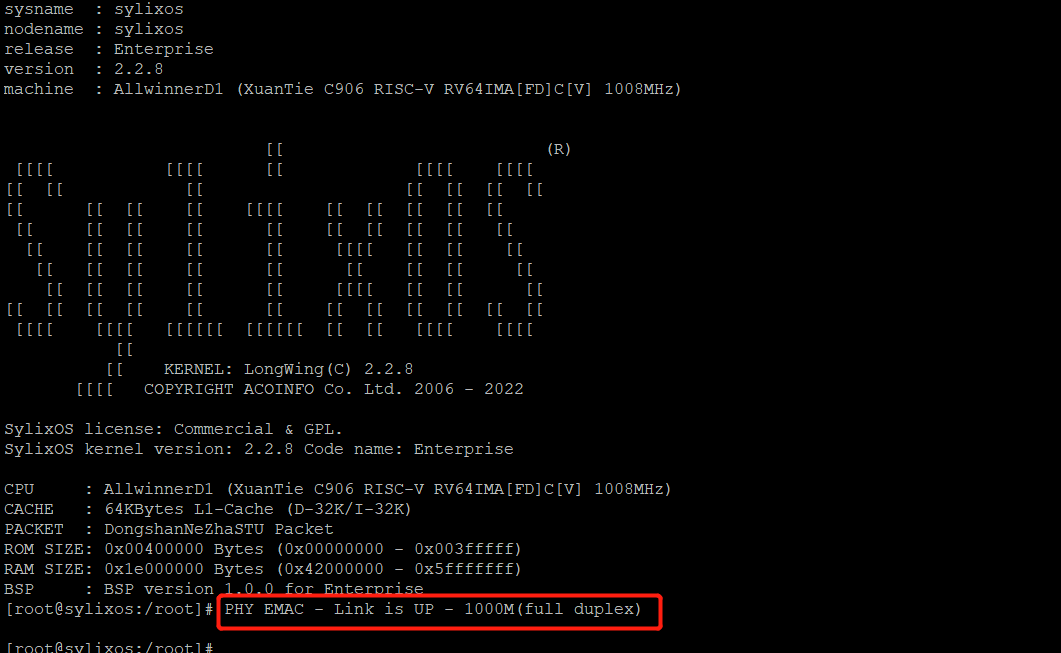 sysname  : sylixos
nodename : sylixos
release  : Enterprise
version  : 2.2.8
machine  : AllwinnerD1 (XuanTie C906 RISC-V RV64IMA[FD]C[V] 1008MHz)
                          [[                          (R)
 [[[[           [[[[      [[             [[[[    [[[[
[[  [[            [[                    [[  [[  [[  [[
[[      [[  [[    [[    [[[[    [[  [[  [[  [[  [[
 [[     [[  [[    [[      [[    [[  [[  [[  [[   [[
  [[    [[  [[    [[      [[     [[[[   [[  [[    [[
   [[   [[  [[    [[      [[      [[    [[  [[     [[
    [[  [[  [[    [[      [[     [[[[   [[  [[      [[
[[  [[  [[  [[    [[      [[    [[  [[  [[  [[  [[  [[
 [[[[    [[[[   [[[[[[  [[[[[[  [[  [[   [[[[    [[[[
           [[
          [[    KERNEL: LongWing(C) 2.2.8
       [[[[   COPYRIGHT ACOINFO Co. Ltd. 2006 - 2022
SylixOS license: Commercial & GPL.
SylixOS kernel version: 2.2.8 Code name: Enterprise
CPU     : AllwinnerD1 (XuanTie C906 RISC-V RV64IMA[FD]C[V] 1008MHz)
CACHE   : 64KBytes L1-Cache (D-32K/I-32K)
PACKET  : DongshanNeZhaSTU Packet
ROM SIZE: 0x00400000 Bytes (0x00000000 - 0x003fffff)
RAM SIZE: 0x1e000000 Bytes (0x42000000 - 0x5fffffff)
BSP     : BSP version 1.0.0 for Enterprise
[root@sylixos:/root]# PHY EMAC - Link is UP - 1000M(full duplex)
[root@sylixos:/root]#